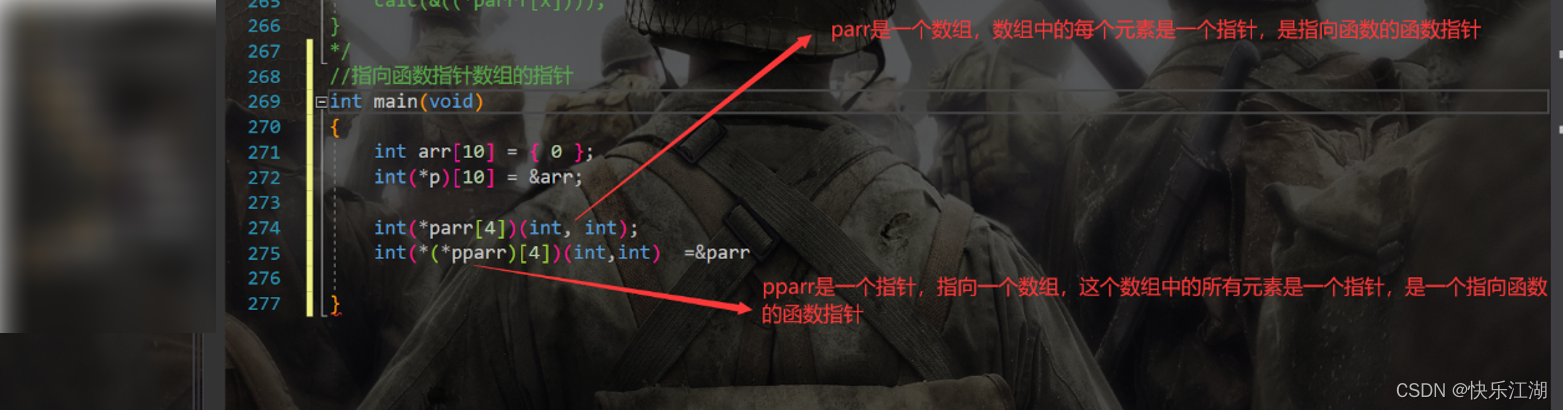 265 calc(&((*parr1[x])));
266 }
parr是一个数组，数组中的每个元素是一个指针，是指向函数的函数指针
267 */
268 //指向函数指针数组的指针
269 int main(void)
270 {
271 int arr[10] = { 0 };
272 int(*p)[10] = &arr;
273
274 int(*parr[4])(int, int);
275 int(*(*pparr)[4])(int,int) =&parr
276
pparr是一个指针，指向一个数组，这个数组中的所有元素是一个指针，是一个指向函数
的函数指针
277 }
CSDN @快乐江湖